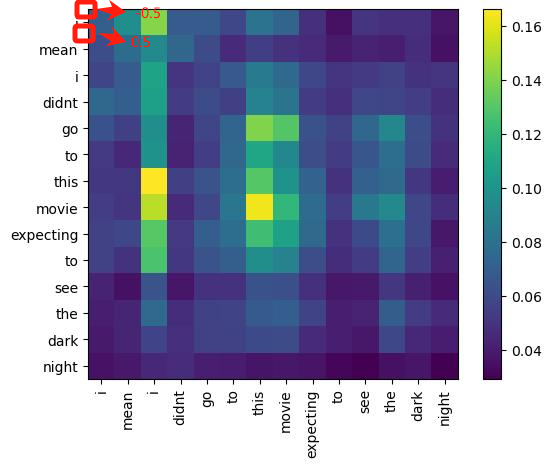 -0.5
0.5
mean
i
didnt
go
to
this
movie
expecting
to
see
the
dark
night
i
mean
i
didnt
go
to
this
movie
expecting
to
see
the
dark
night
0.16
0.14
0.12
0.10
0.08
0.06
0.04